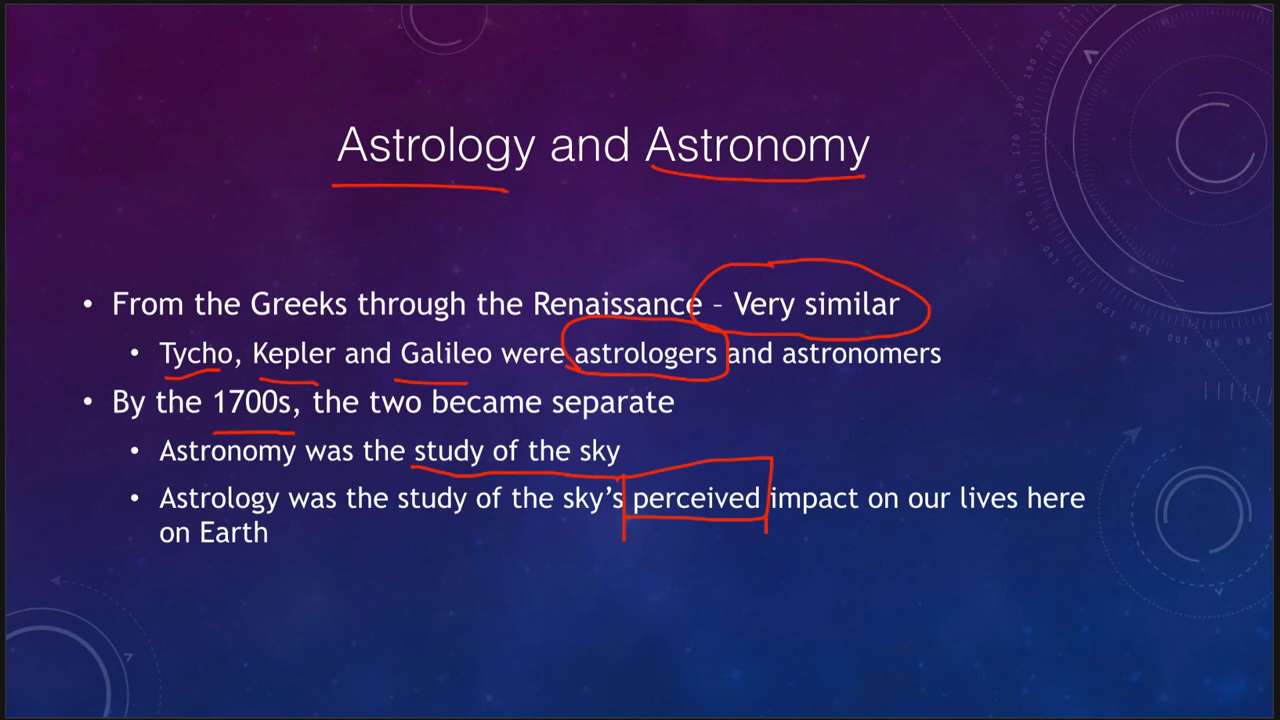 Astrology and Astronomy
• From the Greeks through the Renaissance – Very similar
• Tycho, Kepler and Galileo were astrologers and astronomers
• By the 1700s, the two became separate
• Astronomy was the study of the sky
• Astrology was the study of the sky’s perceived impact on our lives here
on Earth